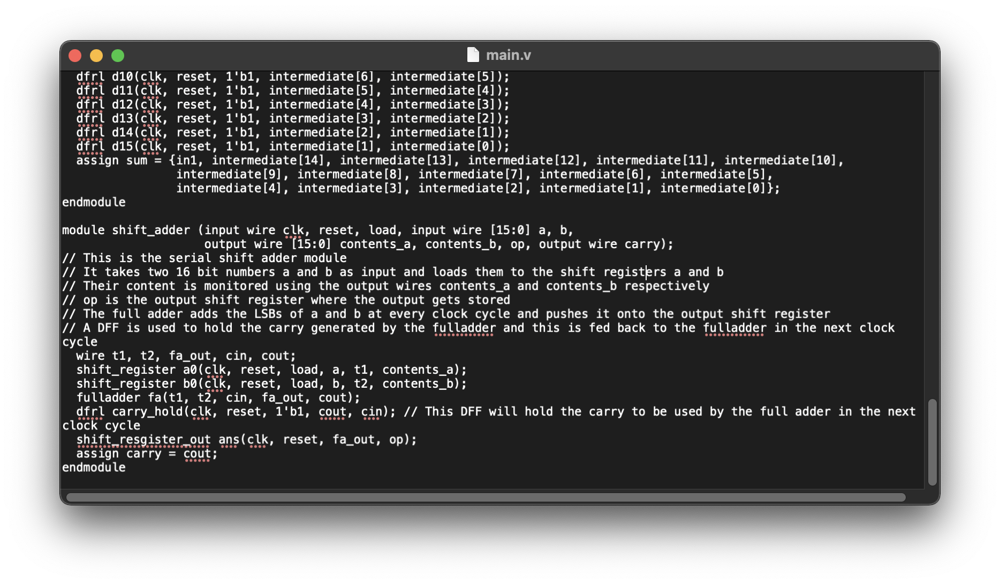 main.v
dfrl d10(clk, reset, 1'b1, intermediate[6], intermediate[5]);
dfrl d11(clk, reset, 1'b1, intermediate[5], intermediate[4]);
dfrl d12(clk, reset, 1'b1, intermediate[4], intermediate[3]);
dfrl d13(clk, reset, 1'b1, intermediate[3], intermediate[2]);
dfrl d14(clk, reset, 1'b1, intermediate[2], intermediate[1]);
dfrl d15(clk, reset, 1'b1, intermediate[1], intermediate[0]);
assign sum = {in1, intermediate[14], intermediate[13], intermediate[12], intermediate[11], intermediate[10],
intermediate[9], intermediate[8], intermediate[7], intermediate[6], intermediate[5],
intermediate[4], intermediate[3], intermediate[2], intermediate[1], intermediate[0]};
endmodule
module shift_adder (input wire clk, reset, load, input wire [15:0] a, b,
output wire [15:0] contents_a, contents_b, op, output wire carry);
// This is the serial shift adder module
// It takes two 16 bit numbers a and b as input and loads them to the shift registers a and b
// Their content is monitored using the output wires contents_a and contents_b respectively
// op is the output shift register where the output gets stored
// The full adder adds the LSBs of a and b at every clock cycle and pushes it onto the output shift register
// A DFF is used to hold the carry generated by the fulladder and this is fed back to the fulladder in the next clock
cycle
wire t1, t2, fa_out, cin, cout;
shift_register a0(clk, reset, load, a, t1, contents_a);
shift_register b0(clk, reset, load, b, t2, contents_b);
fulladder fa(t1, t2, cin, fa_out, cout);
dfrl carry_hold(clk, reset, 1'b1, cout, cin); // This DFF will hold the carry to be used by the full adder in the next
clock cycle
shift_resgister_out ans(clk, reset, fa_out, op);
assign carry = cout;
endmodule